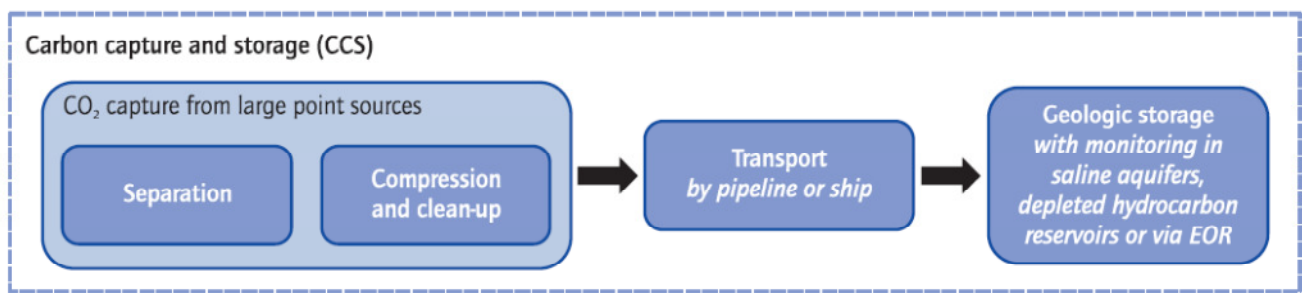 Carbon capture and storage (CCS)
CO₂ capture from large point sources
Separation
Compression
and clean-up
Transport
by pipeline or ship
Geologic storage
with monitoring in
saline aquifers,
depleted hydrocarbon
reservoirs or via EOR